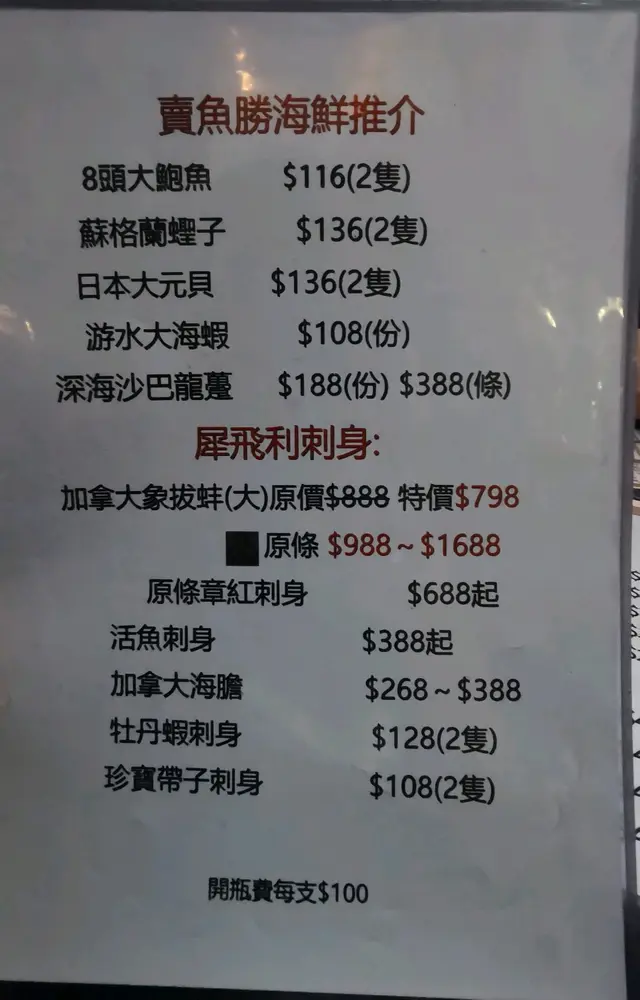 賣魚勝海鮮推介
8頭大鮑魚 $116(2隻)
蘇格蘭蟶子 $136(2隻)
日本大元貝 $136(2隻)
游水大海蝦 $108(份)
深海沙巴龍躉 $188(份) $388(條)
犀飛利刺身:
加拿大象拔蚌(大)原價$888 特價$798
原條 $988～$1688
原條章紅刺身 $688起
活魚刺身 $388起
加拿大海膽 $268～$388
牡丹蝦刺身 $128(2隻)
珍寶帶子刺身 $108(2隻)
開瓶費每支$100